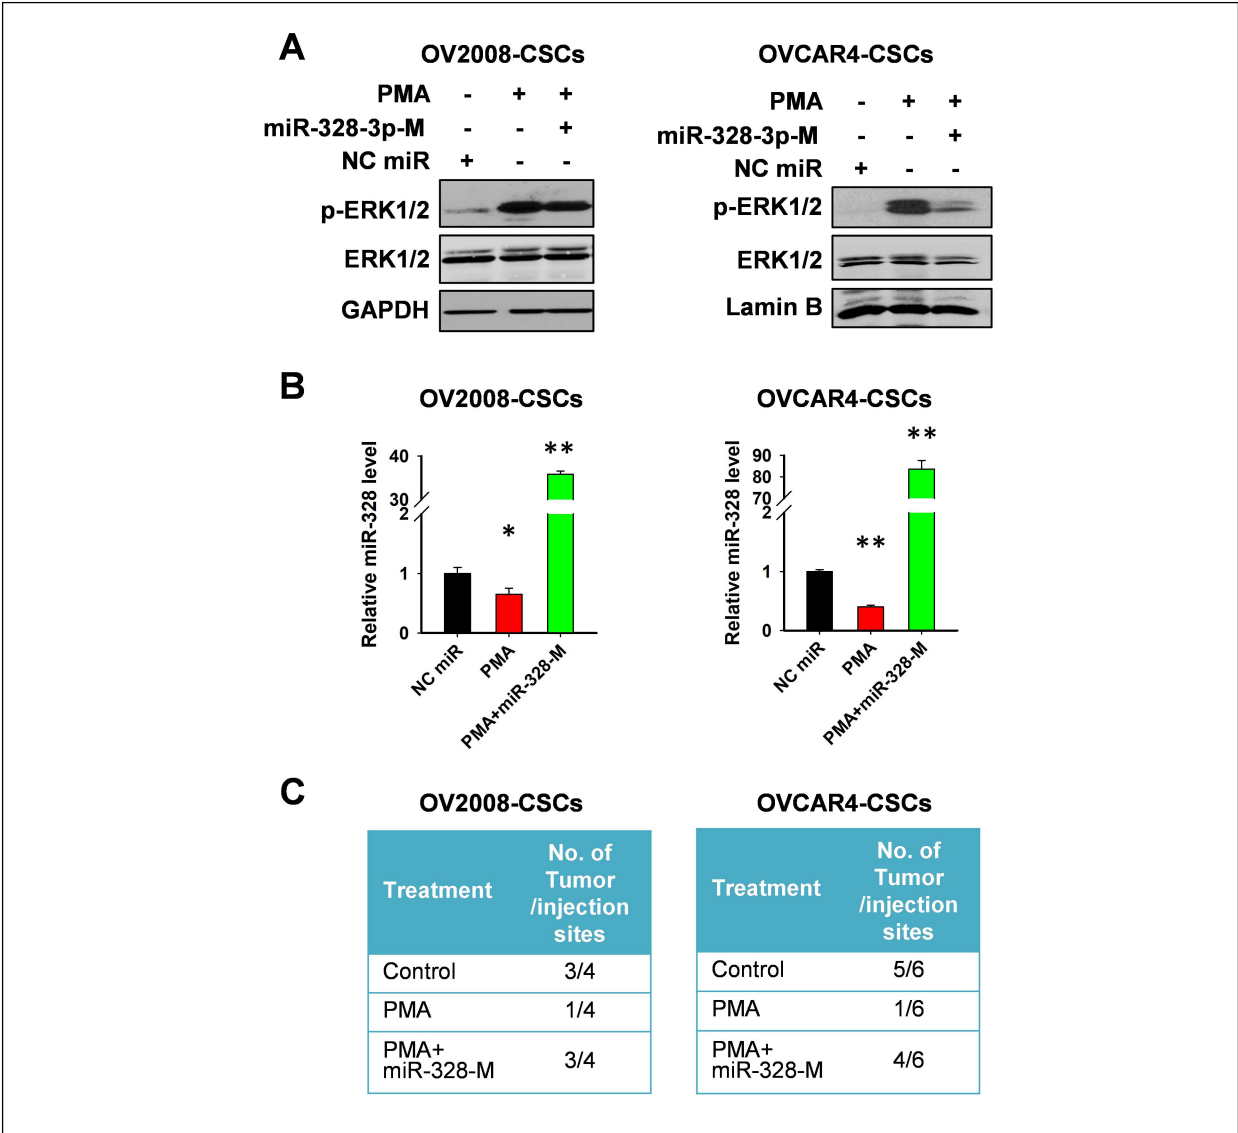 A
OV2008-CSCs
PMA - + +
miR-328-3p-M - - +
NC miR + - -
p-ERK1/2
ERK1/2
GAPDH
OVCAR4-CSCs
PMA - + +
miR-328-3p-M - - +
NC miR + - -
p-ERK1/2
ERK1/2
Lamin B
B
OV2008-CSCs
Relative miR-328 level
40
30
2
1
0
*
**
NC miR
PMA
PMA+miR-328-M
OVCAR4-CSCs
Relative miR-328 level
90
80
70
2
1
0
**
**
NC miR
PMA
PMA+miR-328-M
C
OV2008-CSCs
Treatment
No. of
Tumor
/injection
sites
Control 3/4
PMA 1/4
PMA+
miR-328-M 3/4
OVCAR4-CSCs
Treatment
No. of
Tumor
/injection
sites
Control 5/6
PMA 1/6
PMA+
miR-328-M 4/6